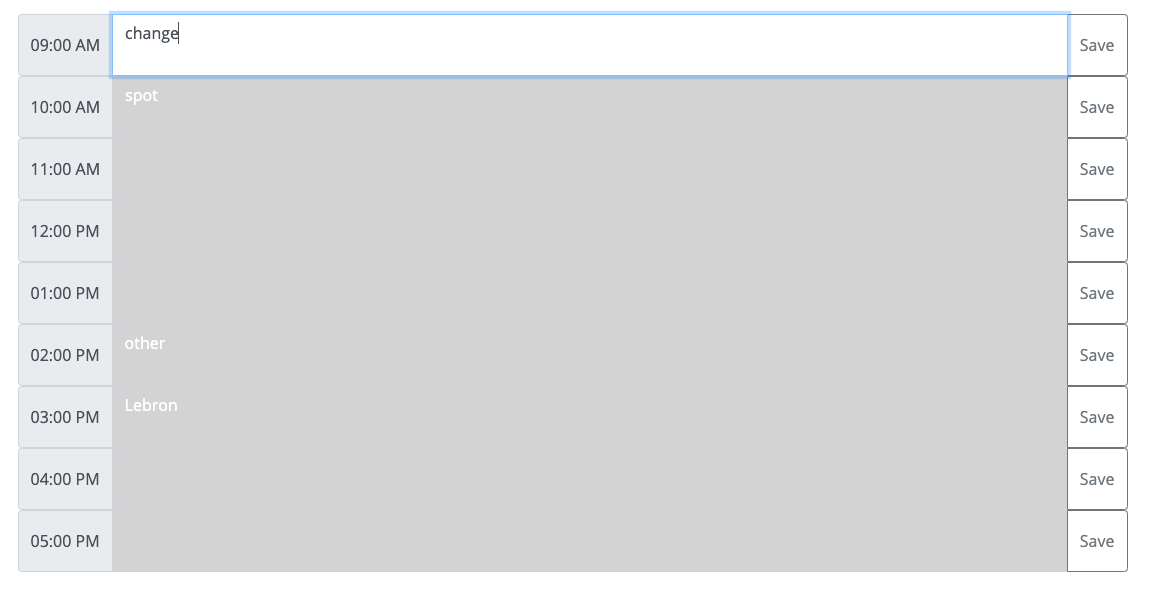 09:00 AM change Save
10:00 AM spot Save
11:00 AM Save
12:00 PM Save
01:00 PM Save
02:00 PM other Save
03:00 PM Lebron Save
04:00 PM Save
05:00 PM Save